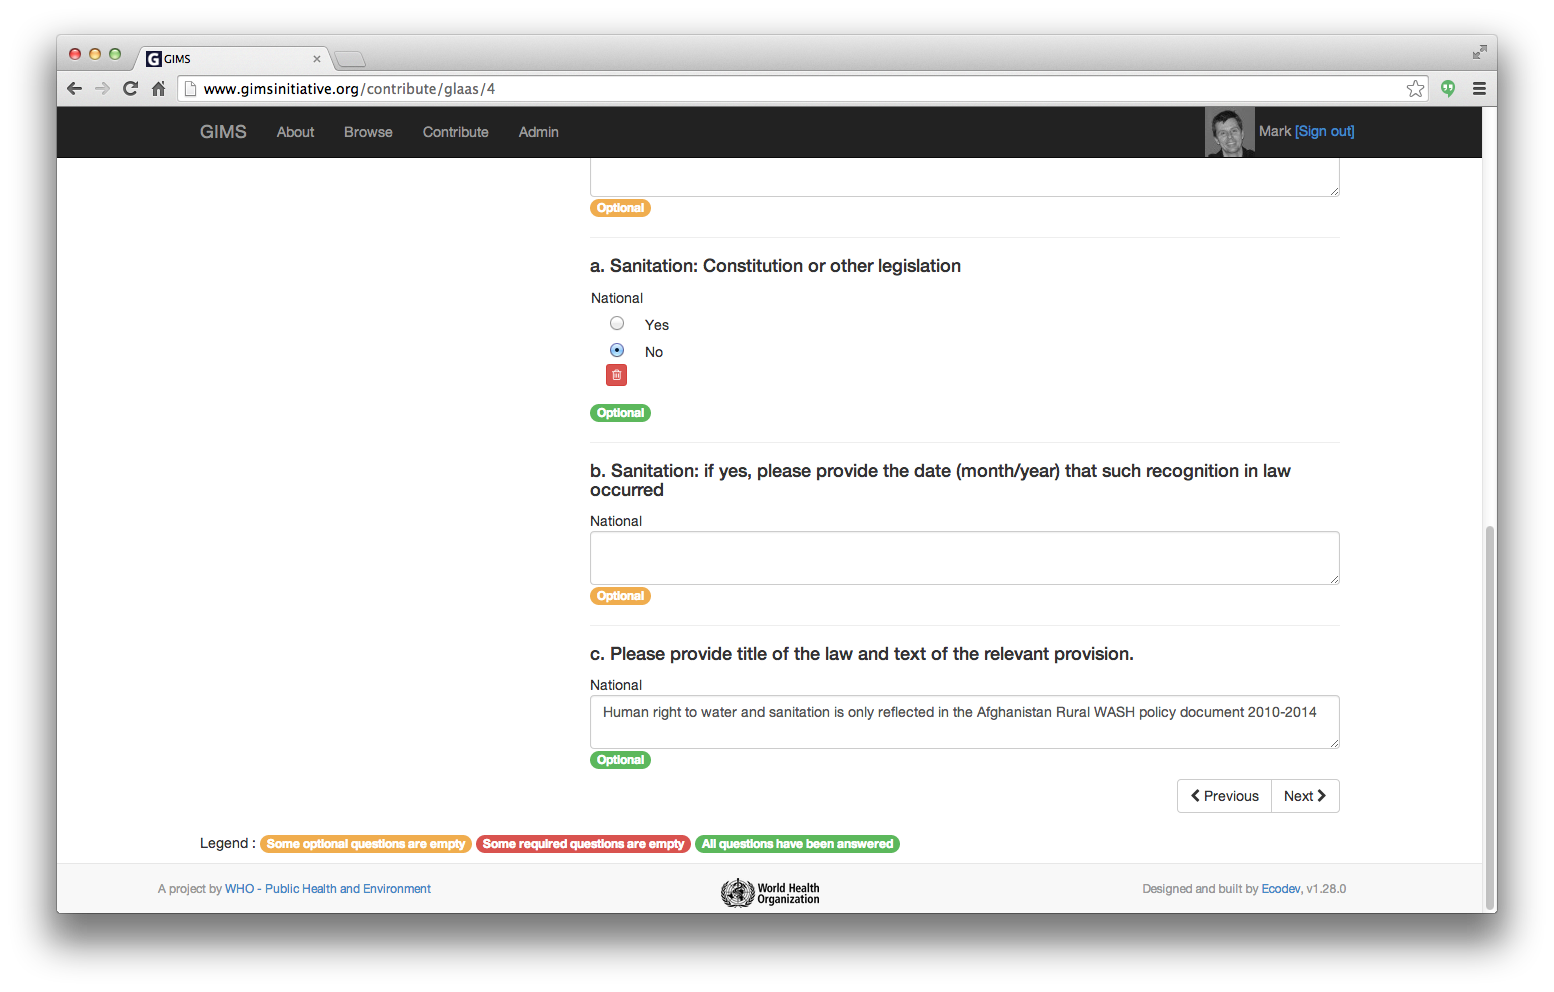 GIMS
www.gimsinitiative.org/contribute/glaas/4
GIMS About Browse Contribute Admin Mark [Sign out]
Optional
a. Sanitation: Constitution or other legislation
National
Yes
No
Optional
b. Sanitation: if yes, please provide the date (month/year) that such recognition in law
occurred
National
Optional
c. Please provide title of the law and text of the relevant provision.
National
Human right to water and sanitation is only reflected in the Afghanistan Rural WASH policy document 2010-2014
Optional
Previous Next
Legend : Some optional questions are empty Some required questions are empty All questions have been answered
A project by WHO - Public Health and Environment
World Health
Organization
Designed and built by Ecodev, v1.28.0